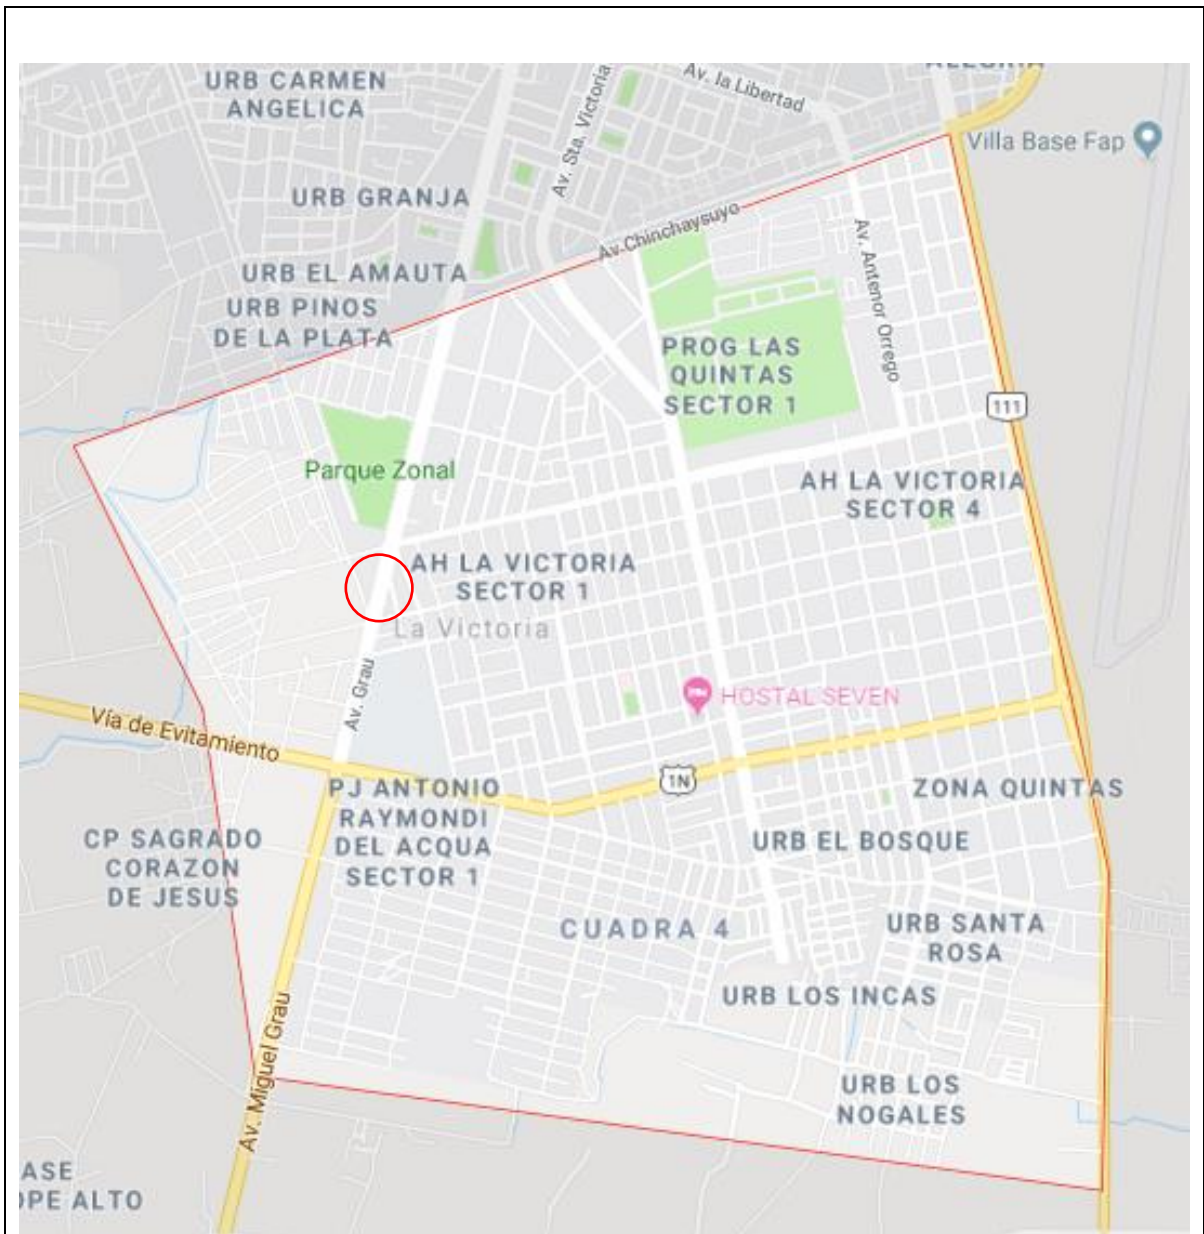 URB CARMEN
ANGELICA
Av. Sta. Victoria
Av. la Libertad
Villa Base Fap
URB GRANJA
Av. Chinchaysuyo
Av. Antenor Orrego
URB EL AMAUTA
URB PINOS
DE LA PLATA
PROG LAS
QUINTAS
SECTOR 1
111
Parque Zonal
AH LA VICTORIA
SECTOR 4
AH LA VICTORIA
SECTOR 1
La Victoria
Av. Grau
HOSTAL SEVEN
Vía de Evitamiento
1N
PJ ANTONIO
RAYMONDI
DEL ACQUA
SECTOR 1
ZONA QUINTAS
CP SAGRADO
CORAZON
DE JESUS
URB EL BOSQUE
CUADRA 4
URB SANTA
ROSA
URB LOS INCAS
Av. Miguel Grau
URB LOS
NOGALES
ASE
OPE ALTO